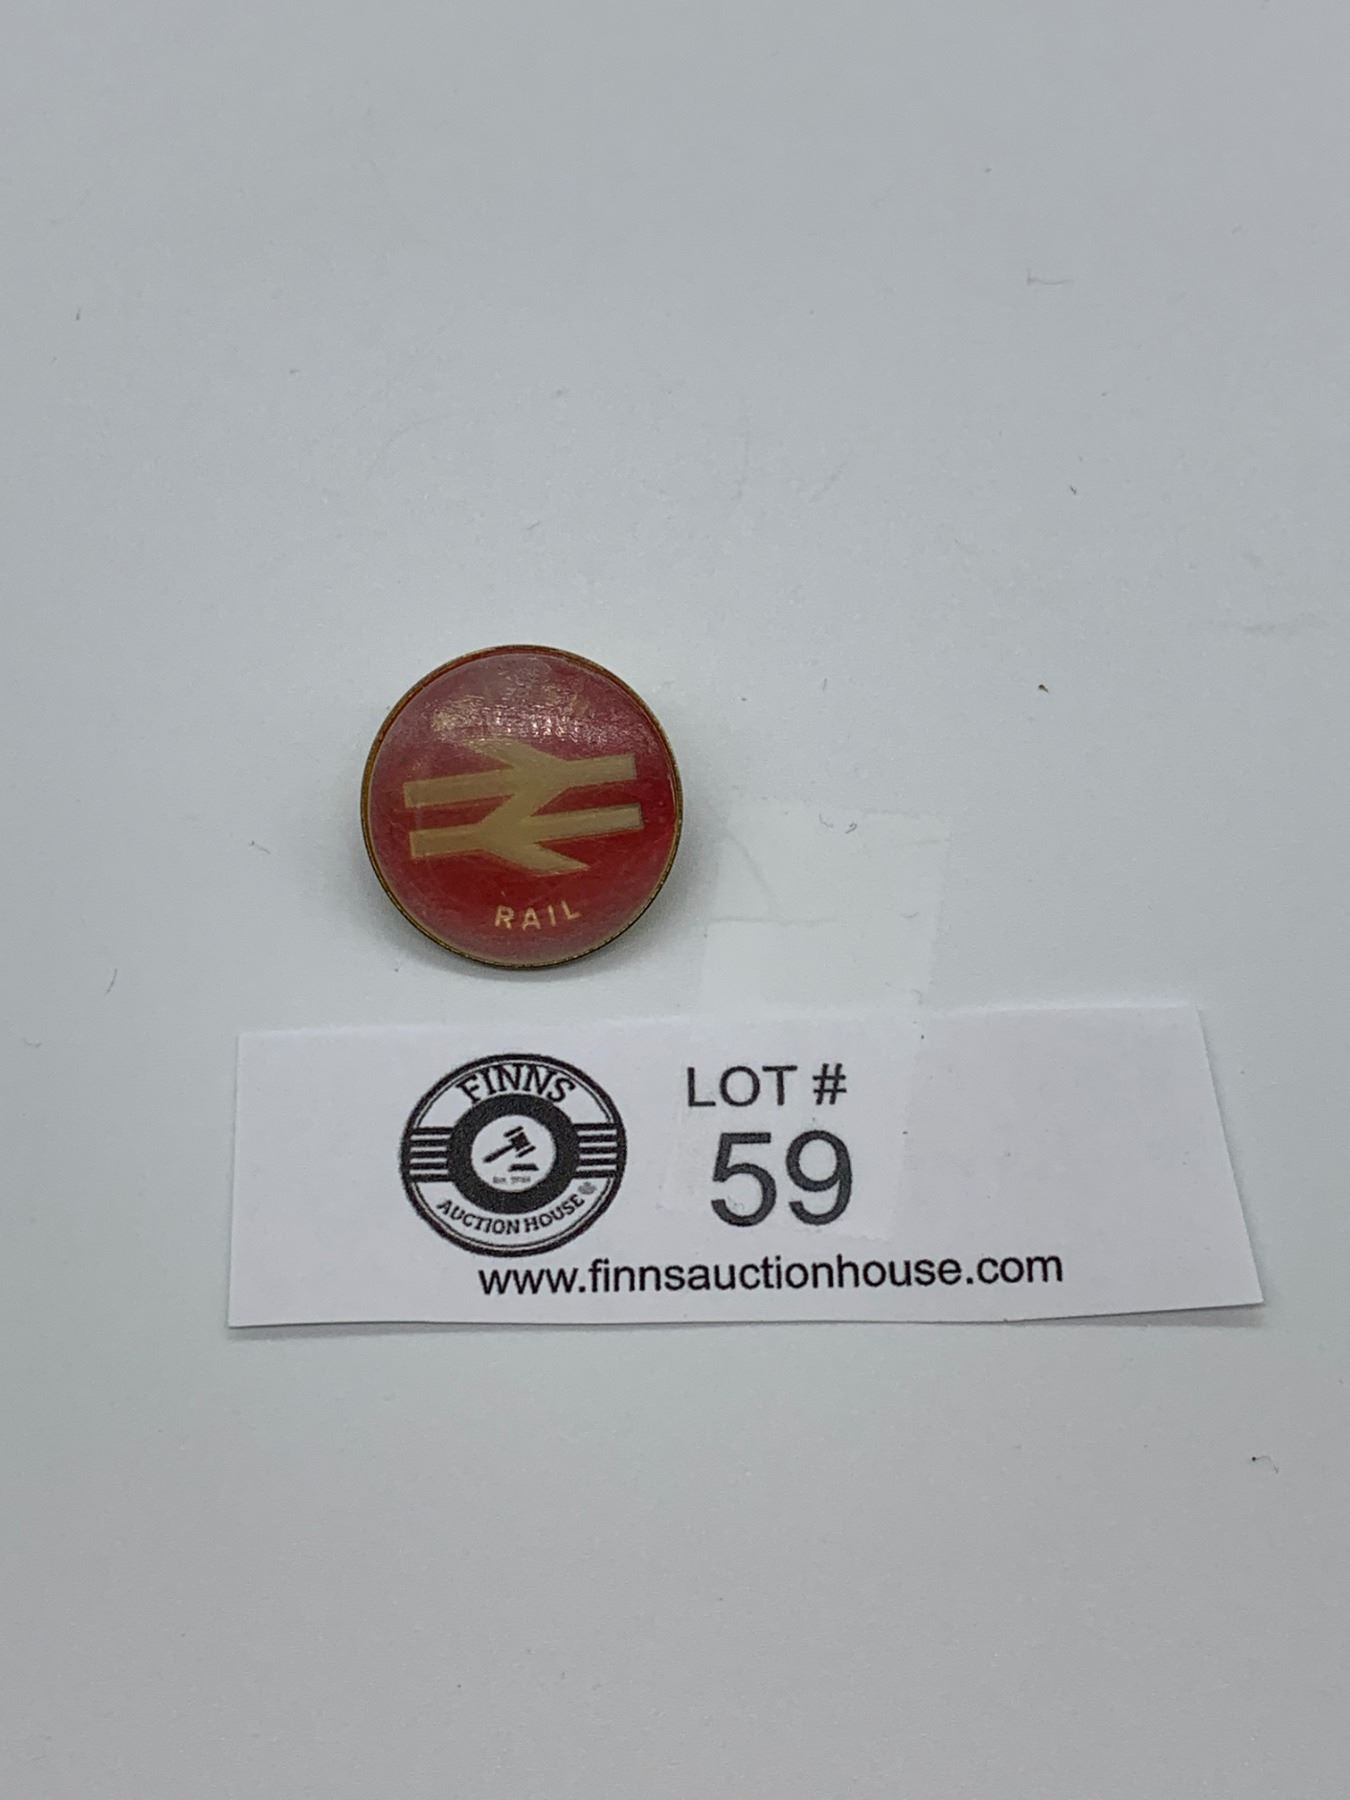 RAIL
FINNS
AUCTION HOUSE
LOT #
59
www.finnsauctionhouse.com